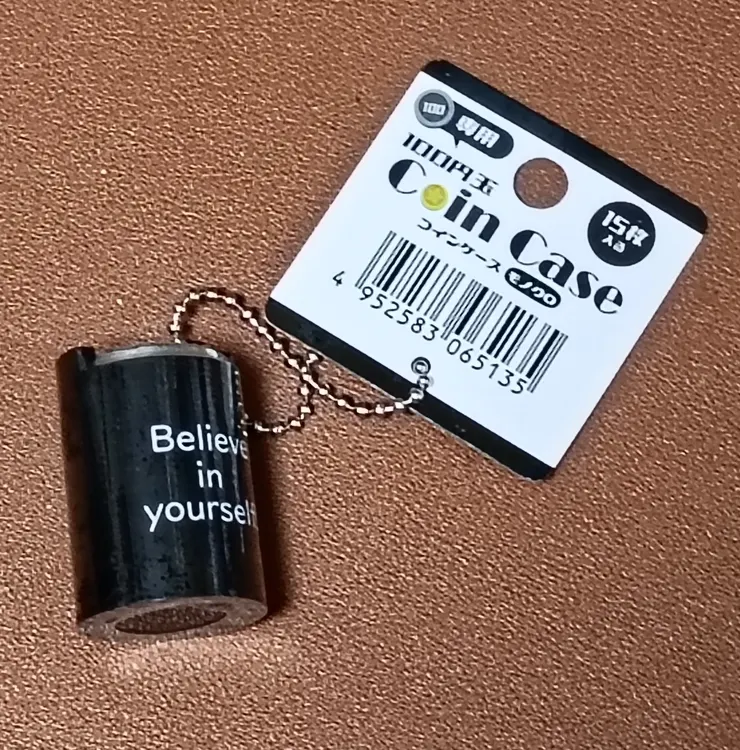 100
専用
100円玉
Coin Case
15枚
入る
コインケース モノクロ
4 952583 065135
Believe
in
yourself